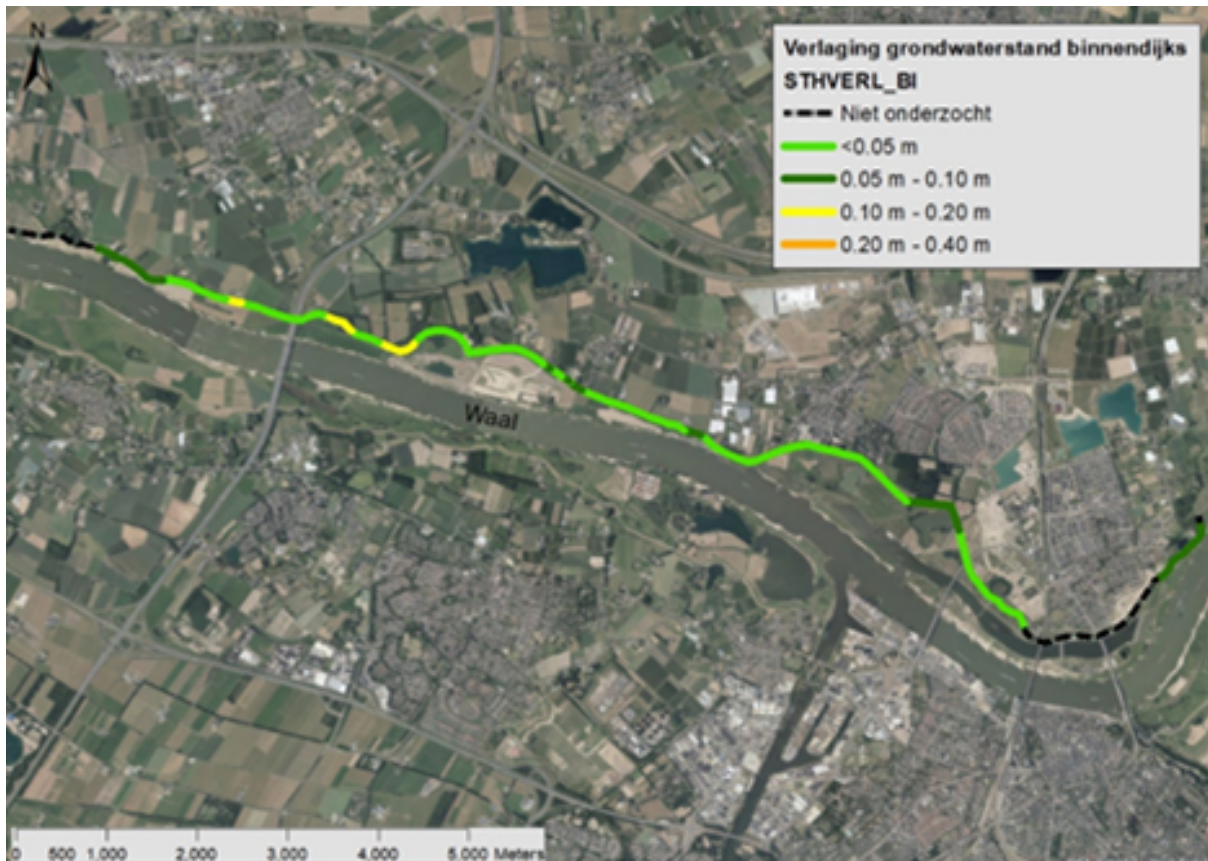 N
Verlaging grondwaterstand binnendijks
STHVERL_BI
Niet onderzocht
<0.05 m
0.05 m - 0.10 m
0.10 m - 0.20 m
0.20 m - 0.40 m
Waal
0 500 1.000 2.000 3.000 4.000 5.000 Meters